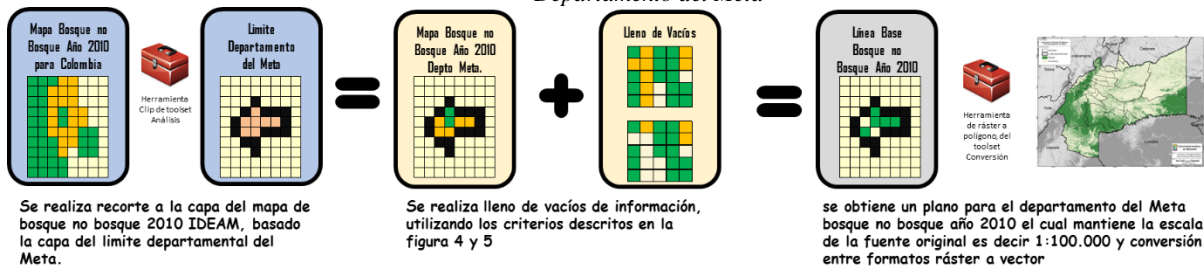 Departamento del Meta
Mapa Bosque no
Bosque Año 2010
para Colombia
Herramienta
Clip de toolset
Análisis
Limite
Departamento
del Meta
Mapa Bosque no
Bosque Año 2010
Depto Meta.
Lleno de Vacíos
Línea Base
Bosque no
Bosque Año 2010
Herramienta
de ráster a
polígono, del
toolset
Conversión
Se realiza recorte a la capa del mapa de
bosque no bosque 2010 IDEAM, basado
la capa del limite departamental del
Meta.
Se realiza lleno de vacíos de información,
utilizando los criterios descritos en la
figura 4 y 5
se obtiene un plano para el departamento del Meta
bosque no bosque año 2010 el cual mantiene la escala
de la fuente original es decir 1:100.000 y conversión
entre formatos ráster a vector